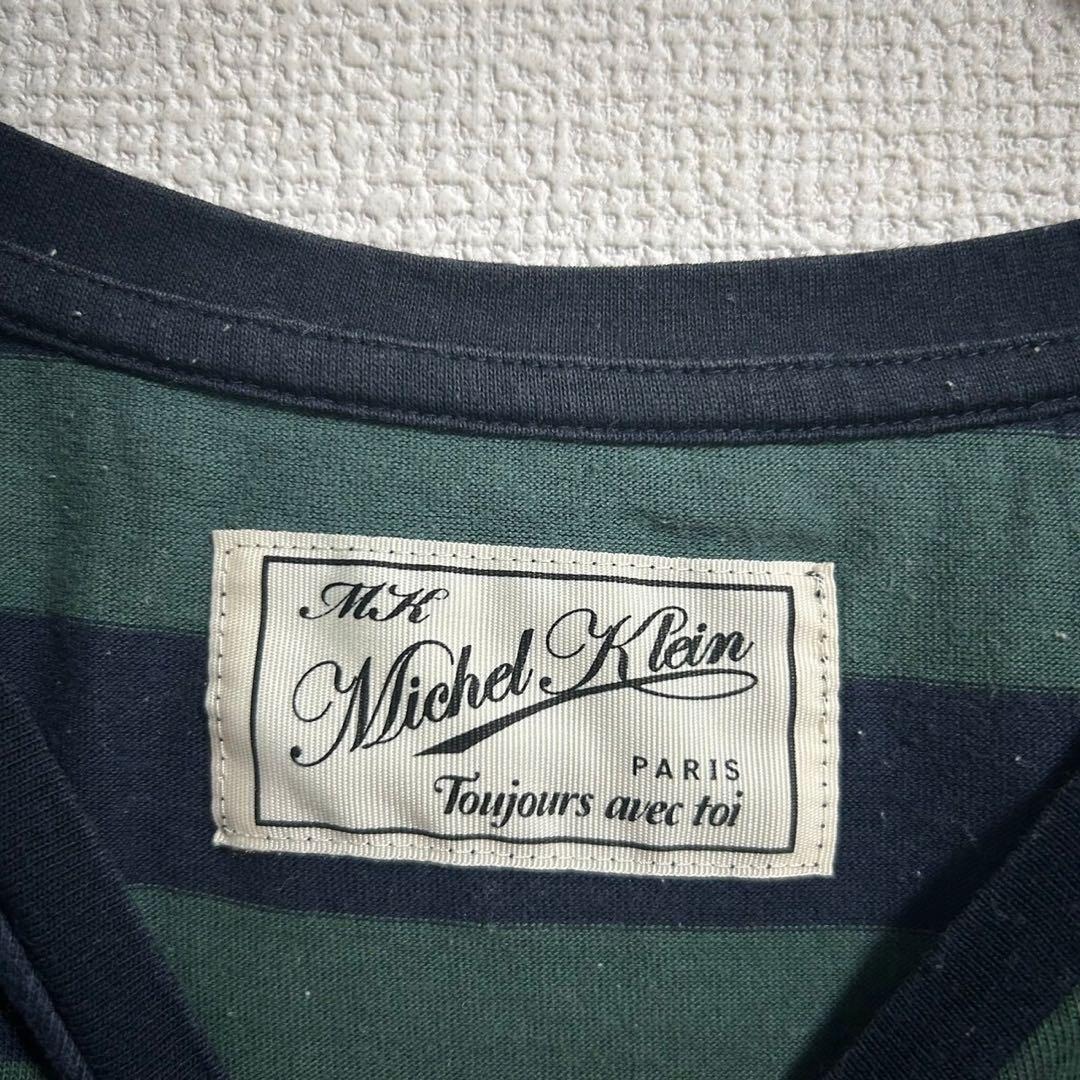 MK
Michel Klein
PARIS
Toujours avec toi